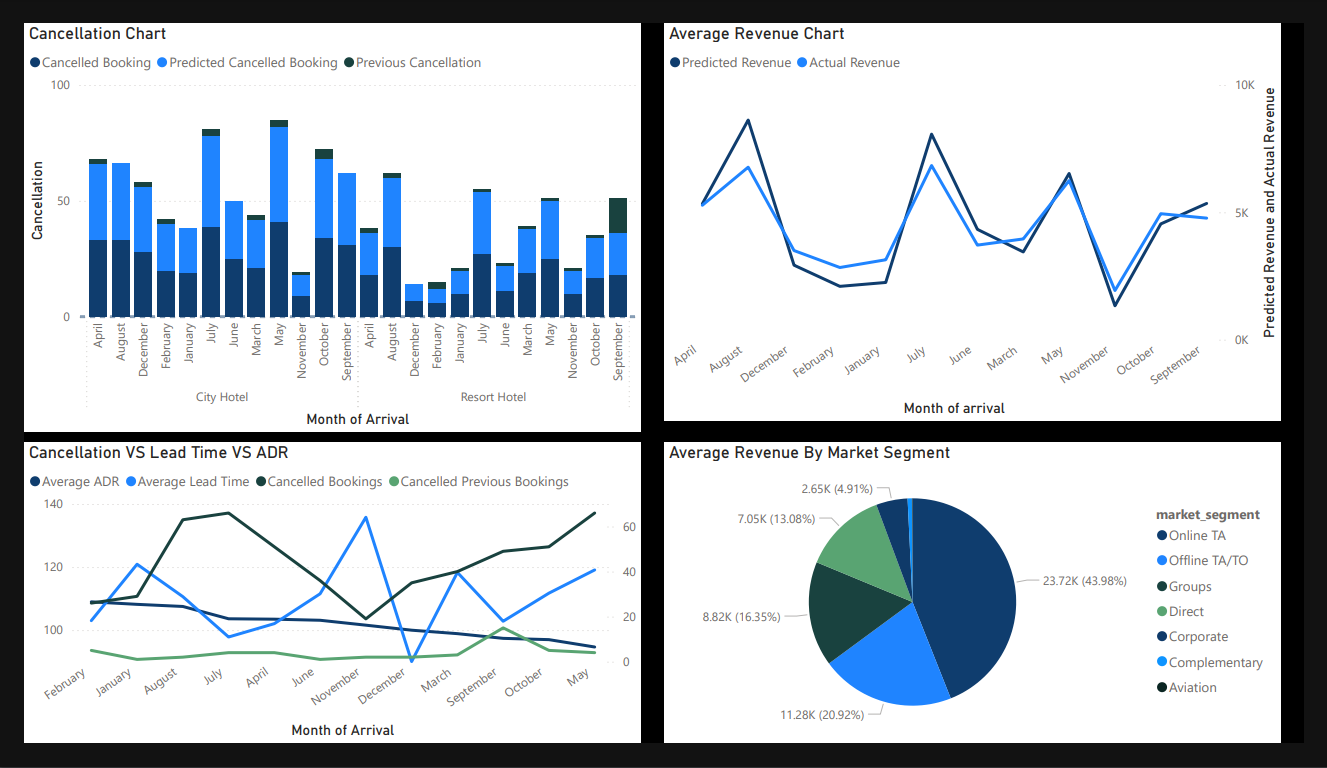 Cancellation Chart
Cancelled Booking Predicted Cancelled Booking Previous Cancellation
100
50
0
Cancellation
April August December February January July June March May November October September April August December February January July June March May November October September
City Hotel Resort Hotel
Month of Arrival
Average Revenue Chart
Predicted Revenue Actual Revenue
10K
5K
0K
Predicted Revenue and Actual Revenue
April August December February January July June March May November October September
Month of arrival
Cancellation VS Lead Time VS ADR
Average ADR Average Lead Time Cancelled Bookings Cancelled Previous Bookings
140
120
100
60
40
20
0
February January August July April June November December March September October May
Month of Arrival
Average Revenue By Market Segment
2.65K (4.91%)
7.05K (13.08%)
8.82K (16.35%)
11.28K (20.92%)
23.72K (43.98%)
market_segment
Online TA
Offline TA/TO
Groups
Direct
Corporate
Complementary
Aviation